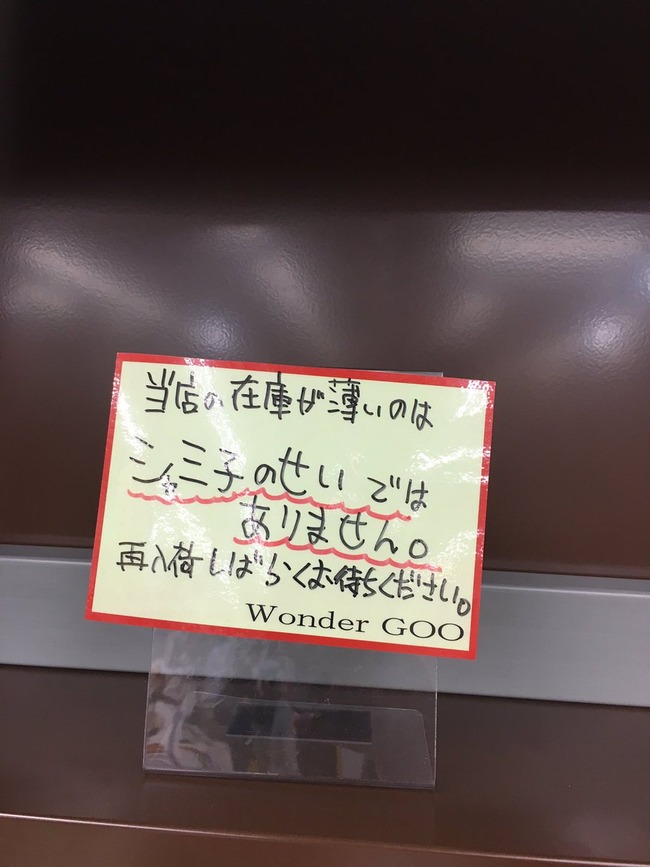 当店の在庫が薄いのは
シャミ子のせいでは
ありません。
再入荷しばらくお待ちください。
Wonder GOO